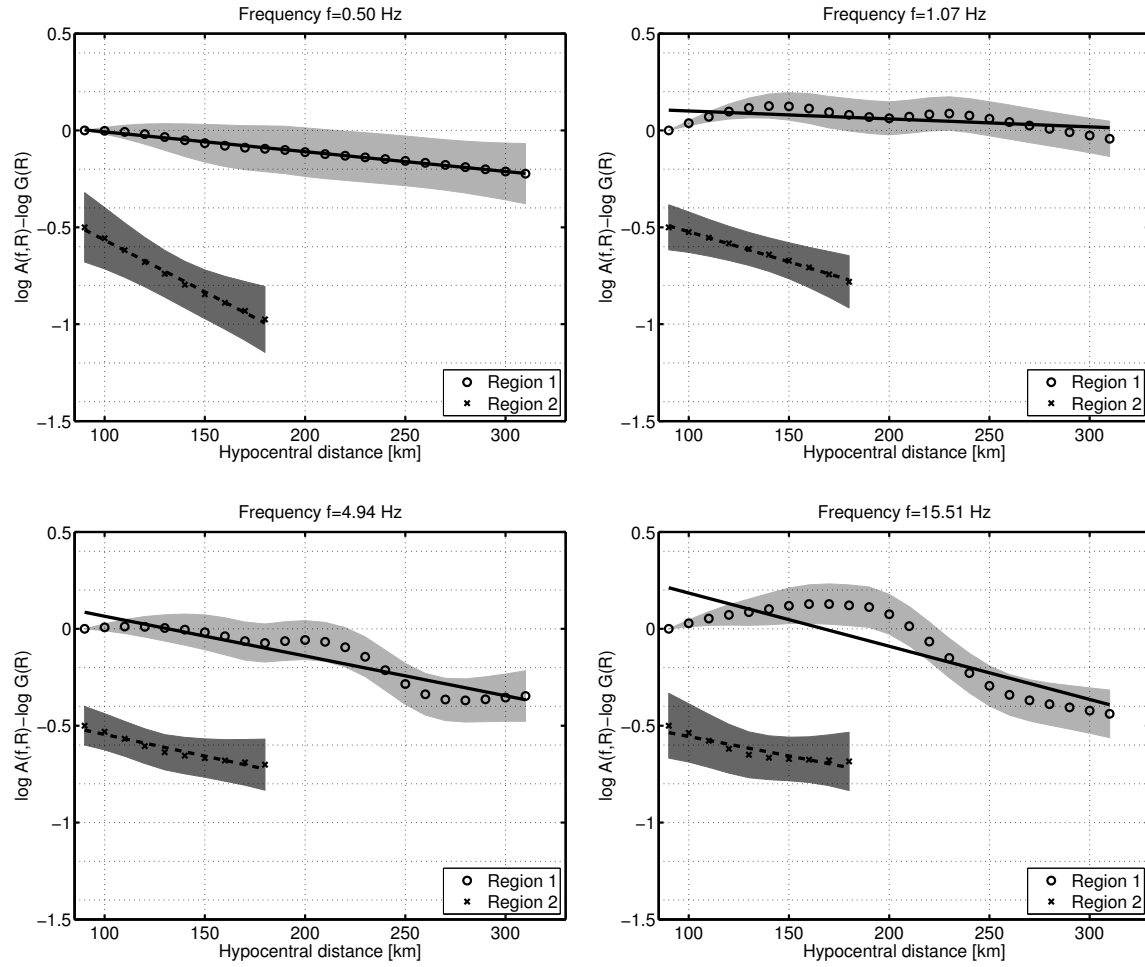 Frequency f=0.50 Hz
0.5
0
−0.5
−1
−1.5
log A(f,R)−log G(R)
100 150 200 250 300
Hypocentral distance [km]
Region 1
Region 2
Frequency f=1.07 Hz
0.5
0
−0.5
−1
−1.5
log A(f,R)−log G(R)
100 150 200 250 300
Hypocentral distance [km]
Region 1
Region 2
Frequency f=4.94 Hz
0.5
0
−0.5
−1
−1.5
log A(f,R)−log G(R)
100 150 200 250 300
Hypocentral distance [km]
Region 1
Region 2
Frequency f=15.51 Hz
0.5
0
−0.5
−1
−1.5
log A(f,R)−log G(R)
100 150 200 250 300
Hypocentral distance [km]
Region 1
Region 2